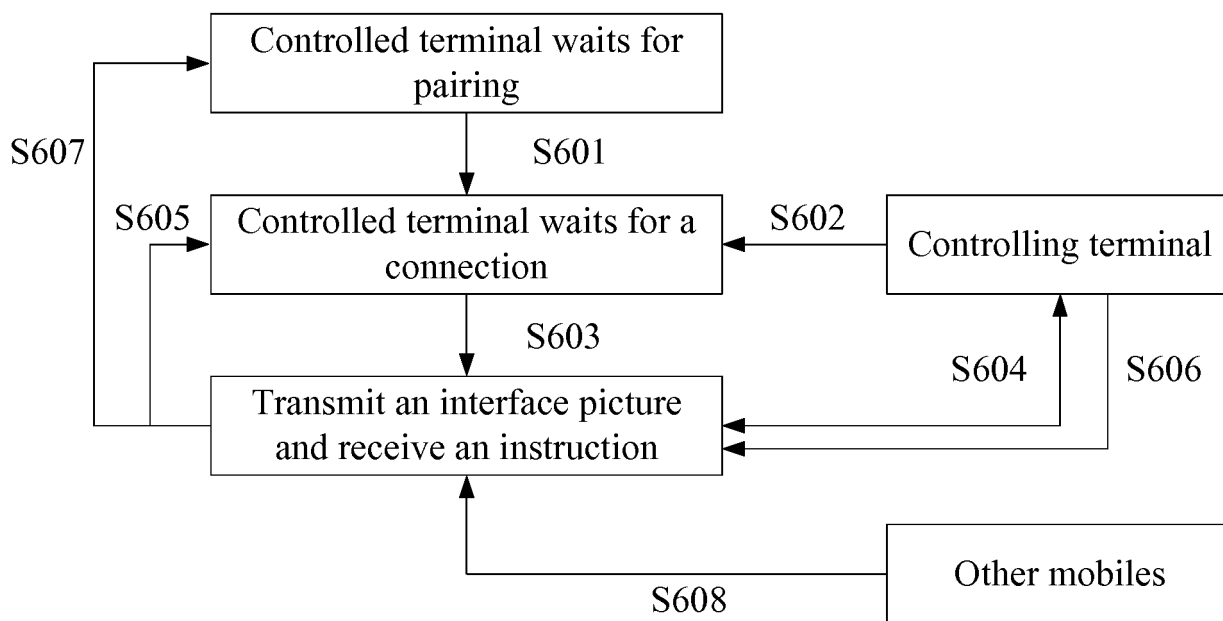 Controlled terminal waits for
pairing
S607
S601
S605
Controlled terminal waits for a
connection
S602
Controlling terminal
S603
S604
S606
Transmit an interface picture
and receive an instruction
Other mobiles
S608